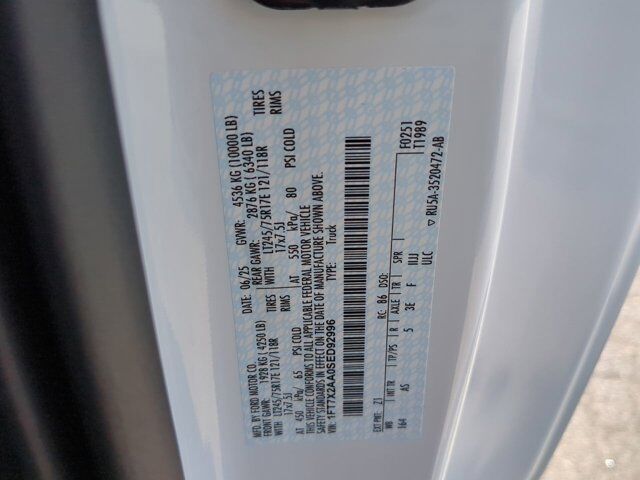 MFD. BY FORD MOTOR CO.
DATE: 06/25 GVWR: 4536 KG (10000 LB)
FRONT GAWR: 1928 KG (4250 LB) REAR GAWR: 2876 KG (6340 LB)
LT245/75R17E 121/118R TIRES WITH LT245/75R17E 121/118R TIRES
17x7.5J RIMS 17x7.5J RIMS
AT 450 kPa/ 65 PSI COLD AT 550 kPa/ 80 PSI COLD
THIS VEHICLE CONFORMS TO ALL APPLICABLE FEDERAL MOTOR VEHICLE
SAFETY STANDARDS IN EFFECT ON THE DATE OF MANUFACTURE SHOWN ABOVE.
VIN: 1FT7X2AA0SED92996 TYPE: Truck
F0251
T1989
EXT PNT: Z1 RC: 86 DSO:
WB INT TR TP/PS R AXLE TR SPR
164 AS 5 3E F IIJJ
ULC
▽ RU5A-3520472-AB